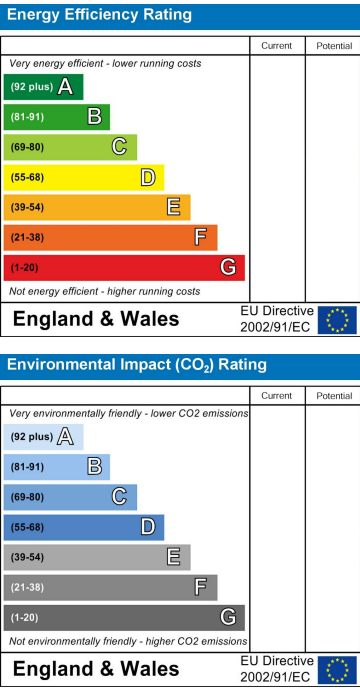 Energy Efficiency Rating
Current Potential
Very energy efficient - lower running costs
(92 plus) A
(81-91) B
(69-80) C
(55-68) D
(39-54) E
(21-38) F
(1-20) G
Not energy efficient - higher running costs
England & Wales
EU Directive
2002/91/EC
Environmental Impact (CO₂) Rating
Current Potential
Very environmentally friendly - lower CO2 emissions
(92 plus) A
(81-91) B
(69-80) C
(55-68) D
(39-54) E
(21-38) F
(1-20) G
Not environmentally friendly - higher CO2 emissions
England & Wales
EU Directive
2002/91/EC